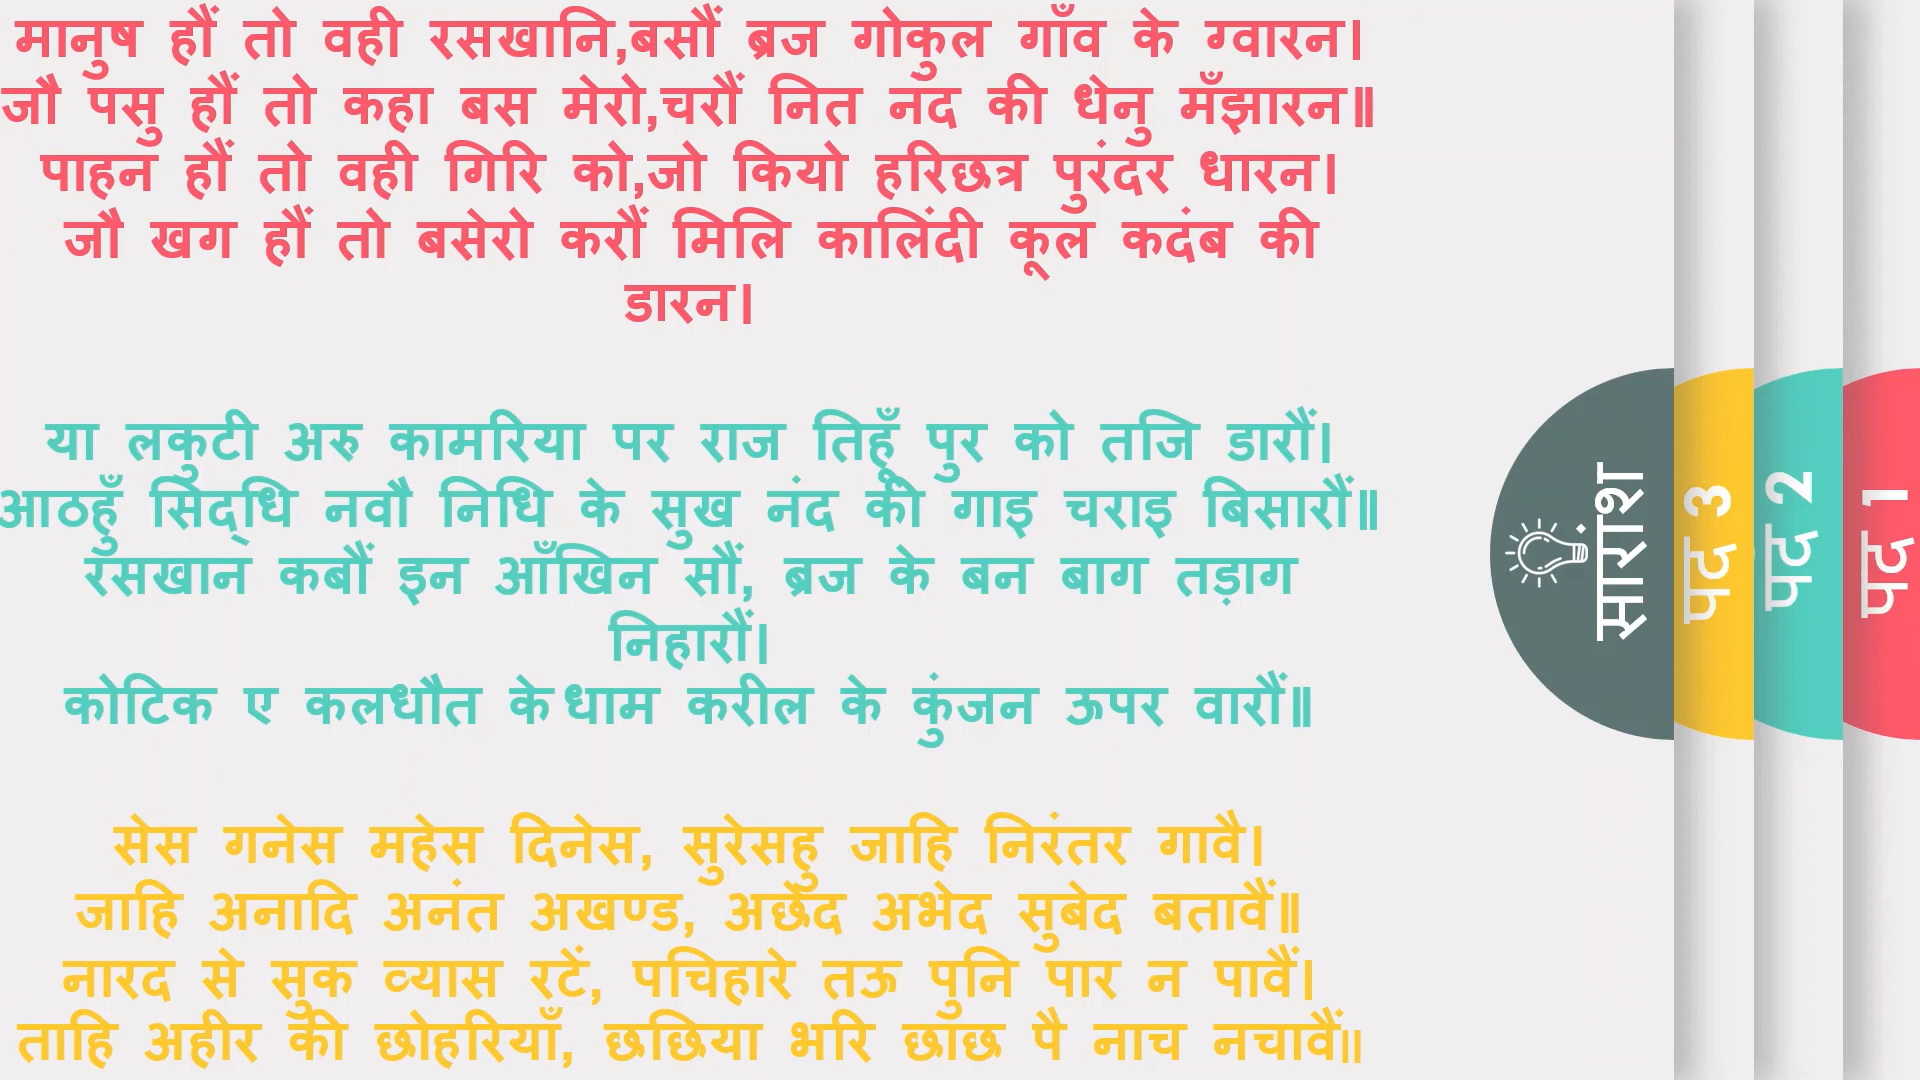 मानुष हौं तो वही रसखानि,बसौं ब्रज गोकुल गाँव के ग्वारन।
जौ पसु हौं तो कहा बस मेरो,चरौं नित नंद की धेनु मँझारन॥
पाहन हौं तो वही गिरि को,जो कियो हरिछत्र पुरंदर धारन।
जौ खग हौं तो बसेरो करौं मिलि कालिंदी कूल कदंब की
डारन।
या लकुटी अरु कामरिया पर राज तिहूँ पुर को तजि डारौं।
आठहुँ सिद्धि नवौ निधि के सुख नंद की गाइ चराइ बिसारौं॥
रसखान कबौं इन आँखिन सौं, ब्रज के बन बाग तड़ाग
निहारौं।
कोटिक ए कलधौत के धाम करील के कुंजन ऊपर वारौं॥
सेस गनेस महेस दिनेस, सुरेसहु जाहि निरंतर गावै।
जाहि अनादि अनंत अखण्ड, अछेद अभेद सुबेद बतावैं॥
नारद से सुक व्यास रटें, पचिहारे तऊ पुनि पार न पावैं।
ताहि अहीर की छोहरियाँ, छछिया भरि छाछ पै नाच नचावैं॥
सारांश
पद 3
पद 2
पद 1